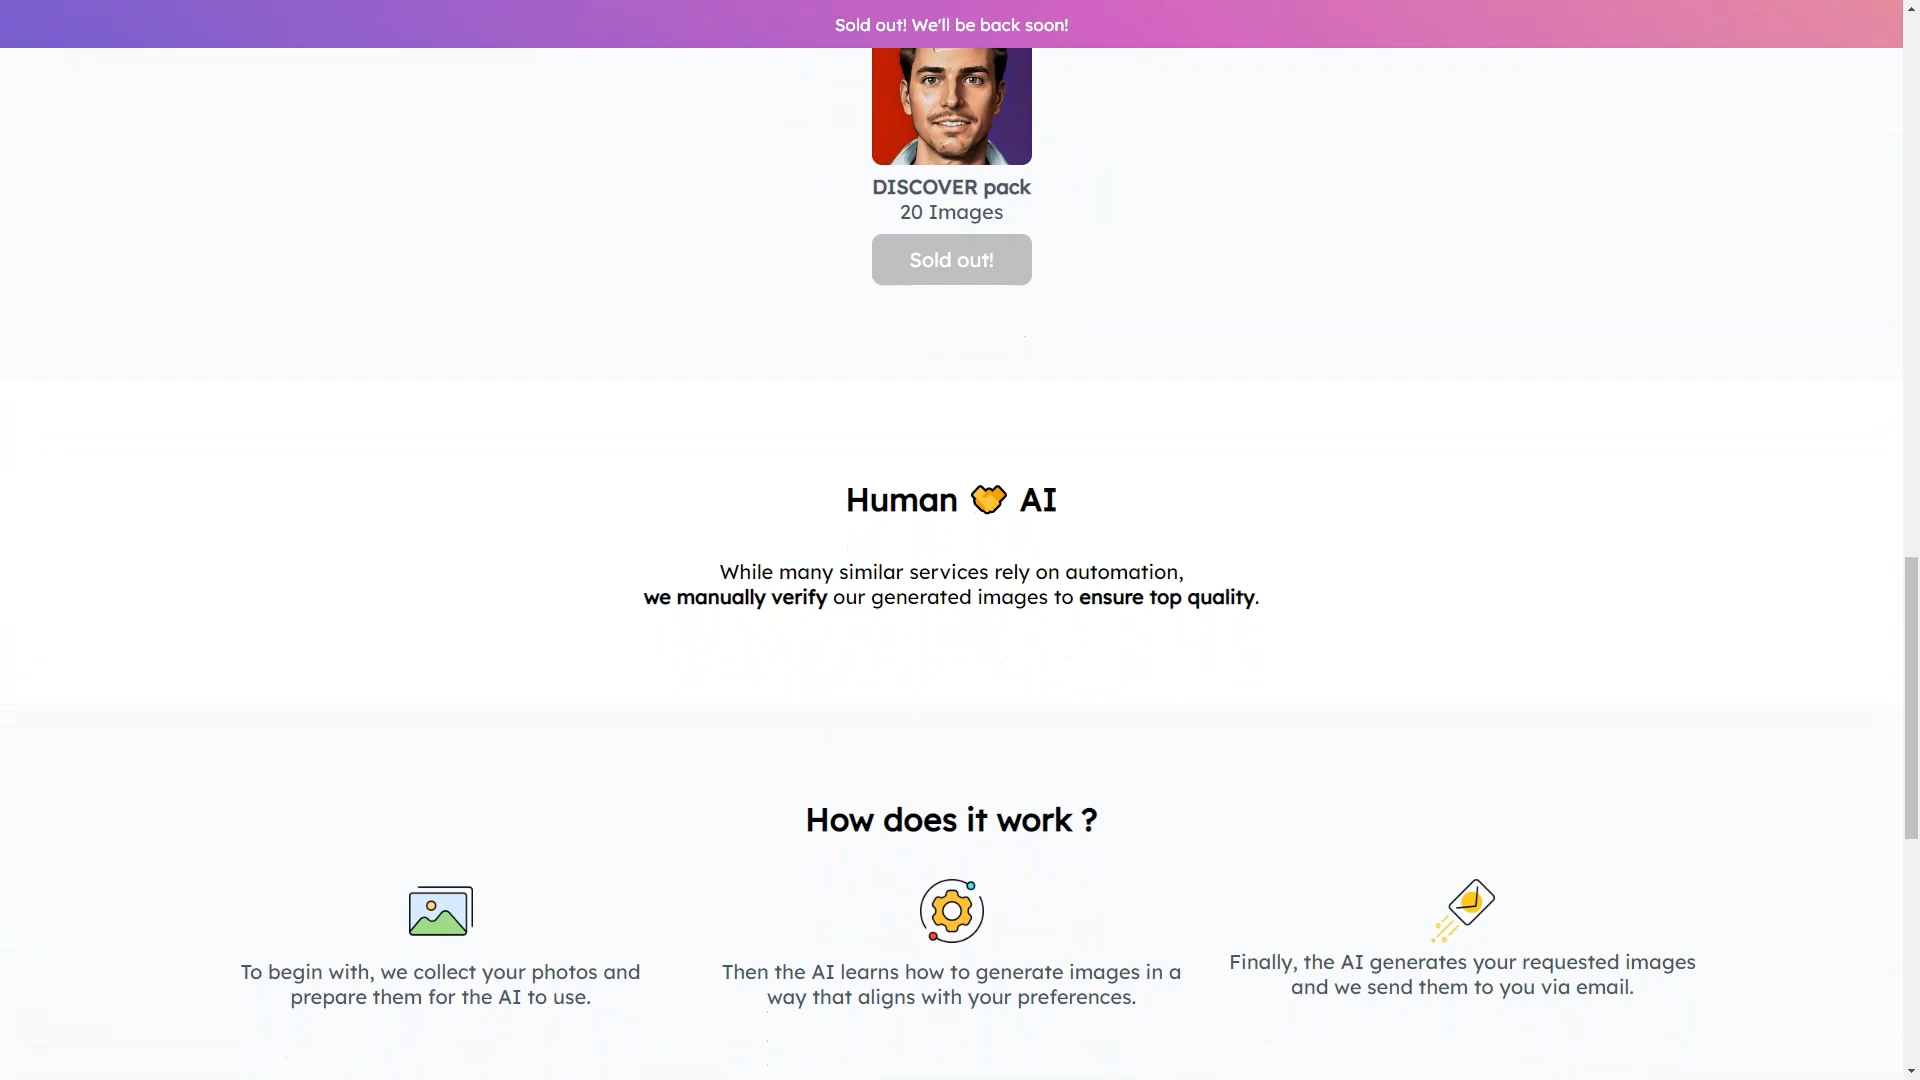 Sold out! We'll be back soon!
DISCOVER pack
20 Images
Sold out!
Human 🤝 AI
While many similar services rely on automation,
we manually verify our generated images to ensure top quality.
How does it work ?
To begin with, we collect your photos and
prepare them for the AI to use.
Then the AI learns how to generate images in a
way that aligns with your preferences.
Finally, the AI generates your requested images
and we send them to you via email.